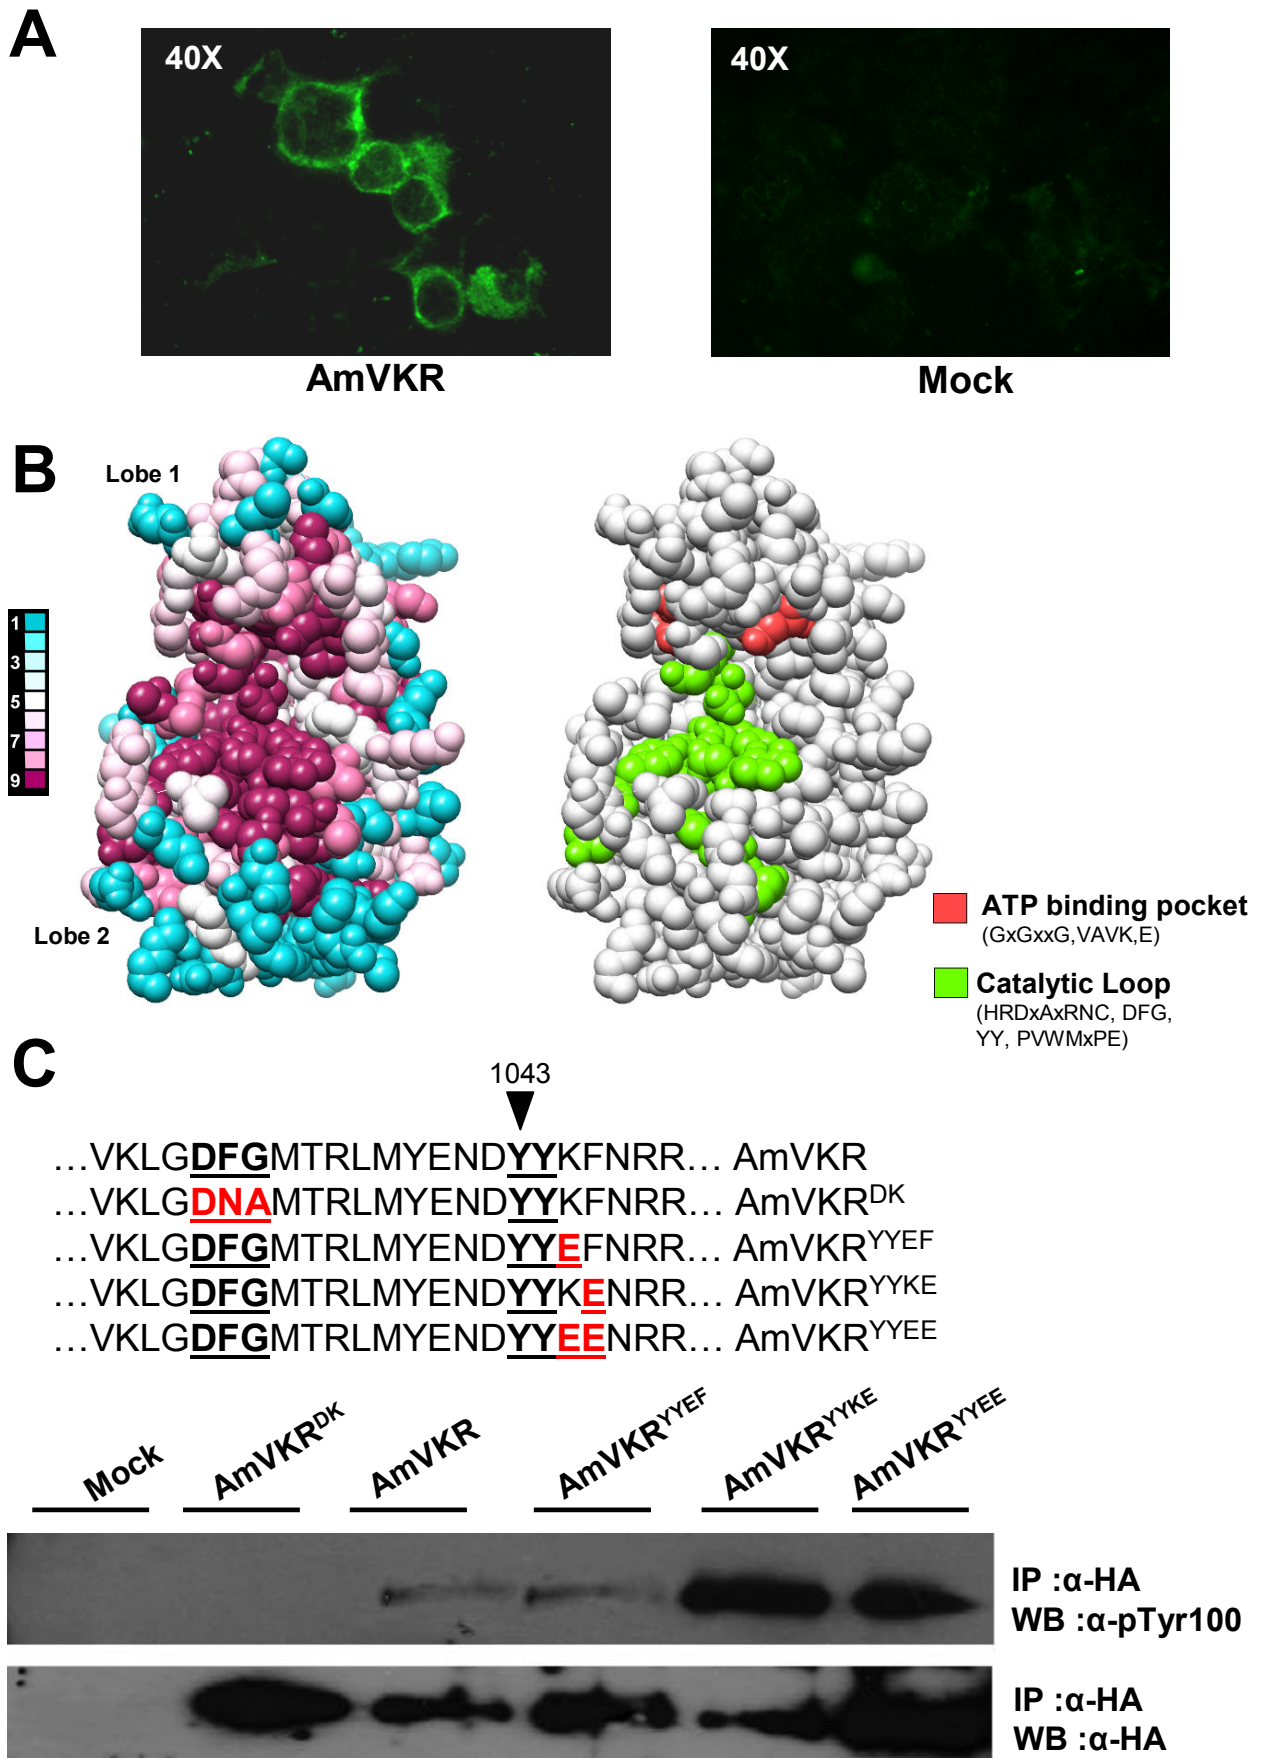 A
40X
40X
AmVKR
Mock
B
Lobe 1
1
3
5
7
9
Lobe 2
ATP binding pocket
(GxGxxG,VAVK,E)
Catalytic Loop
(HRDxAxRNC, DFG,
YY, PVWMxPE)
C
1043
…VKLGDFGMTRLMYENDYYKFNRR… AmVKR
…VKLGDNAMTRLMYENDYYKFNRR… AmVKRDK
…VKLGDFGMTRLMYENDYYEFNRR… AmVKRYYEF
…VKLGDFGMTRLMYENDYYKENRR… AmVKRYYKE
…VKLGDFGMTRLMYENDYYEENRR… AmVKRYYEE
Mock
AmVKRDK
AmVKR
AmVKRYYEF
AmVKRYYKE
AmVKRYYEE
IP :α-HA
WB :α-pTyr100
IP :α-HA
WB :α-HA